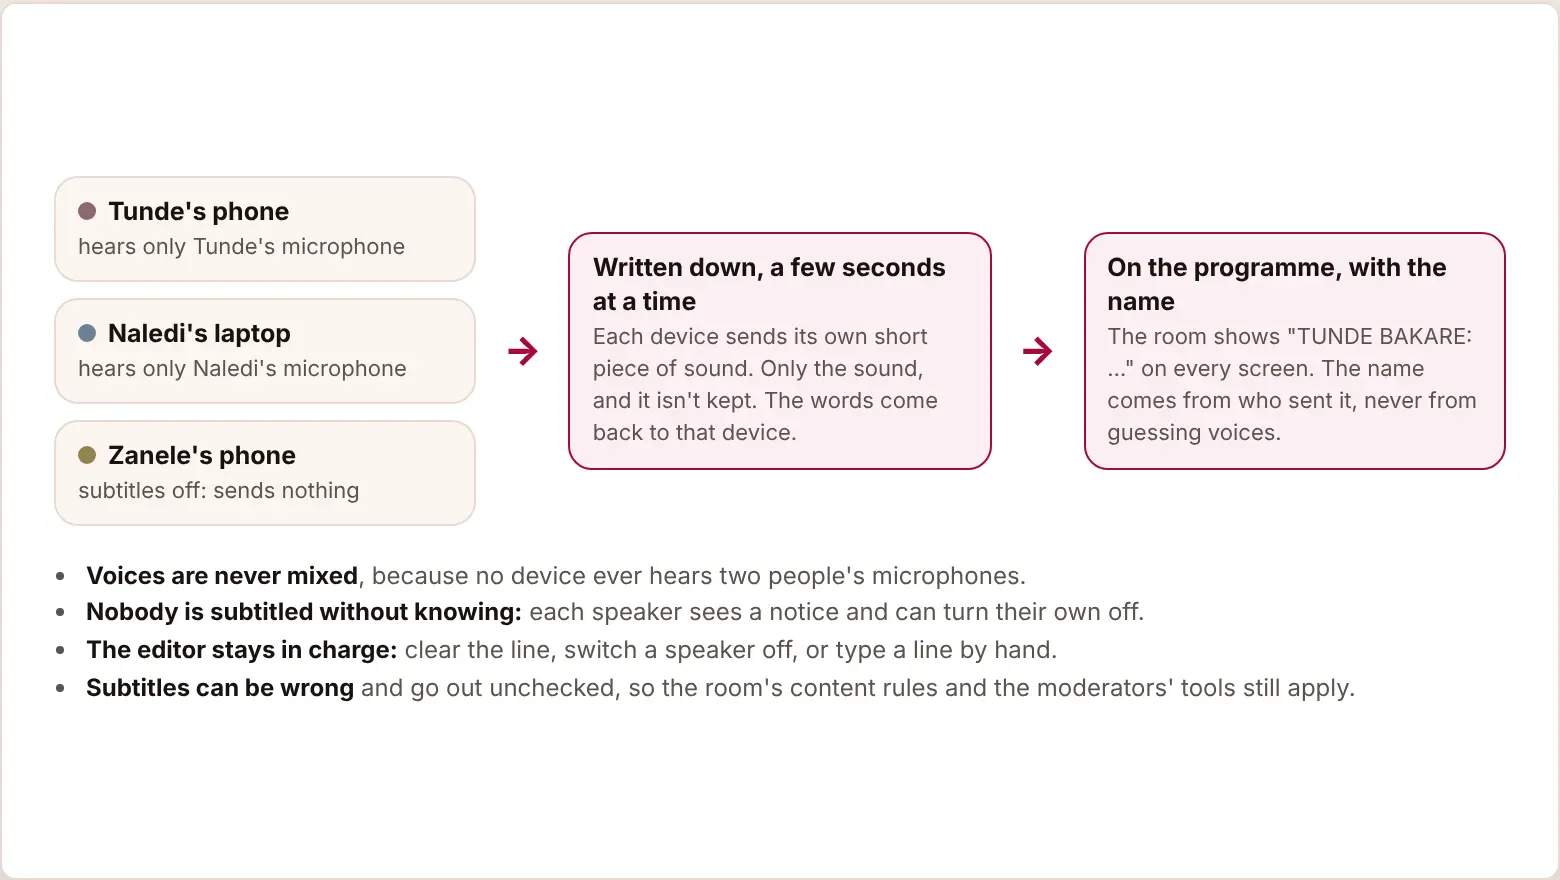 Tunde's phone
hears only Tunde's microphone
Naledi's laptop
hears only Naledi's microphone
Zanele's phone
subtitles off: sends nothing
→
Written down, a few seconds
at a time
Each device sends its own short
piece of sound. Only the sound,
and it isn't kept. The words come
back to that device.
→
On the programme, with the
name
The room shows "TUNDE BAKARE:
..." on every screen. The name
comes from who sent it, never from
guessing voices.
• Voices are never mixed, because no device ever hears two people's microphones.
• Nobody is subtitled without knowing: each speaker sees a notice and can turn their own off.
• The editor stays in charge: clear the line, switch a speaker off, or type a line by hand.
• Subtitles can be wrong and go out unchecked, so the room's content rules and the moderators' tools still apply.